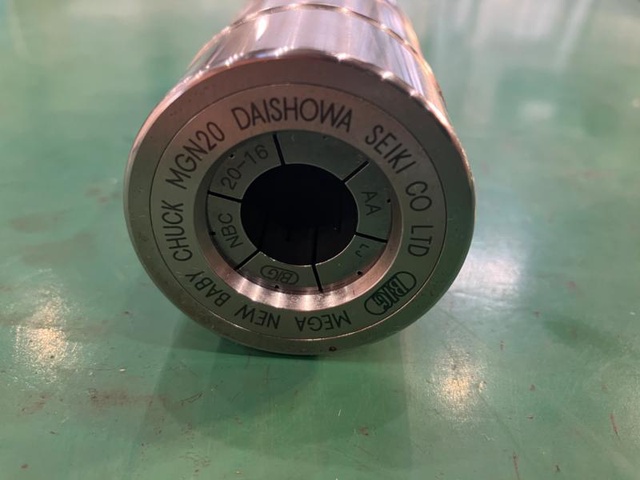 MEGA NEW BABY CHUCK MGN20 DAISHOWA SEIKI CO LTD BIG
NBC 20-16 AA
BIG